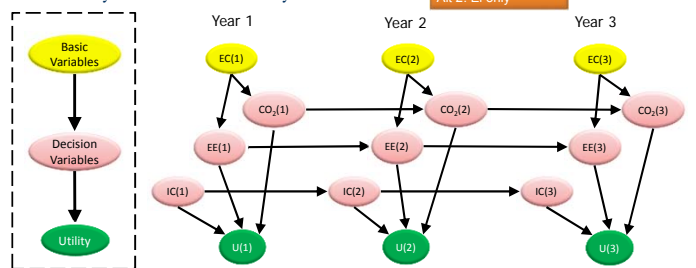 Year 1
Year 2
Year 3
Basic
Variables
Decision
Variables
Utility
EC(1)
EC(2)
EC(3)
CO₂(1)
CO₂(2)
CO₂(3)
EE(1)
EE(2)
EE(3)
IC(1)
IC(2)
IC(3)
U(1)
U(2)
U(3)